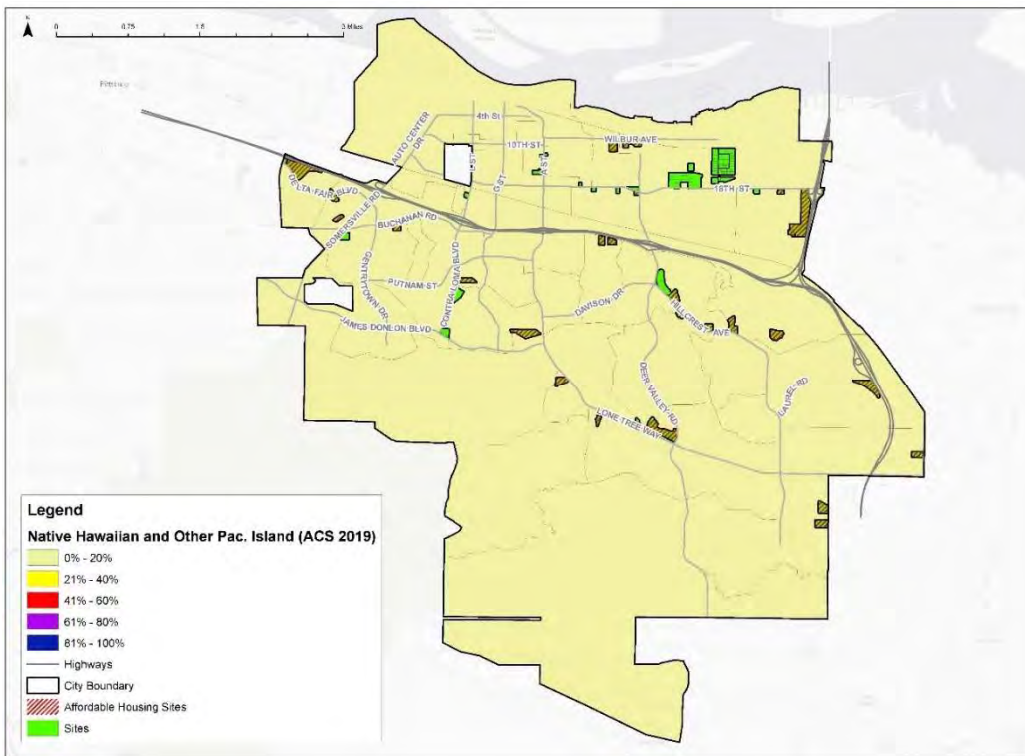 N
0 0.75 1.5 3 Miles
Pittsburg
4th St
AUTO CENTER DR
L ST
G ST
A ST
10TH ST
WILBUR AVE
18TH ST
DELTA FAIR BLVD
SOMERSVILLE RD
BUCHANAN RD
GENTRYTOWN DR
PUTNAM ST
CONTRA LOMA BLVD
JAMES DONLON BLVD
DAVISON DR
HILLCREST AVE
DEER VALLEY RD
LAUREL RD
LONE TREE WAY
Legend
Native Hawaiian and Other Pac. Island (ACS 2019)
0% - 20%
21% - 40%
41% - 60%
61% - 80%
81% - 100%
Highways
City Boundary
Affordable Housing Sites
Sites